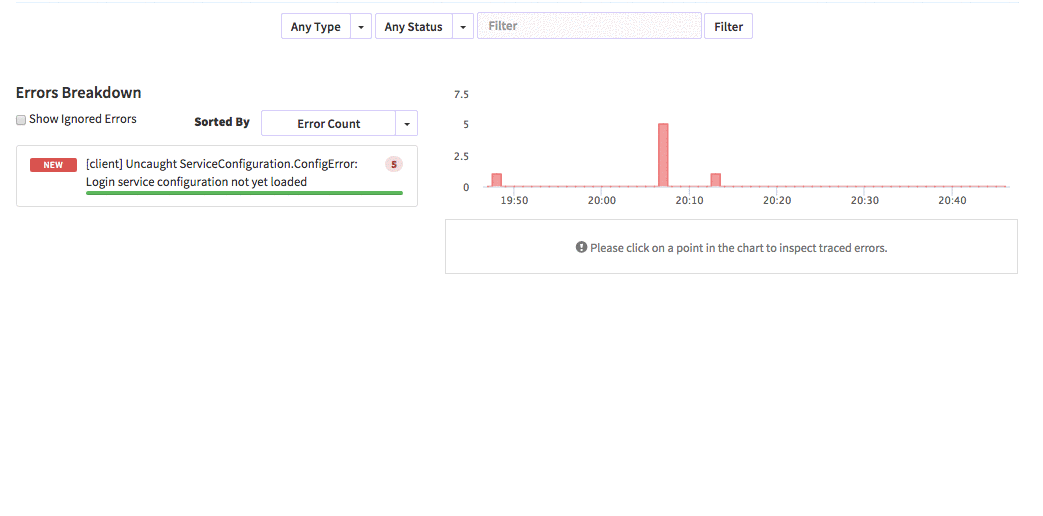 Any Type
Any Status
Filter
Filter
Errors Breakdown
Show Ignored Errors
Sorted By
Error Count
NEW
[client] Uncaught ServiceConfiguration.ConfigError:
Login service configuration not yet loaded
5
7.5
5
2.5
0
19:50
20:00
20:10
20:20
20:30
20:40
Please click on a point in the chart to inspect traced errors.